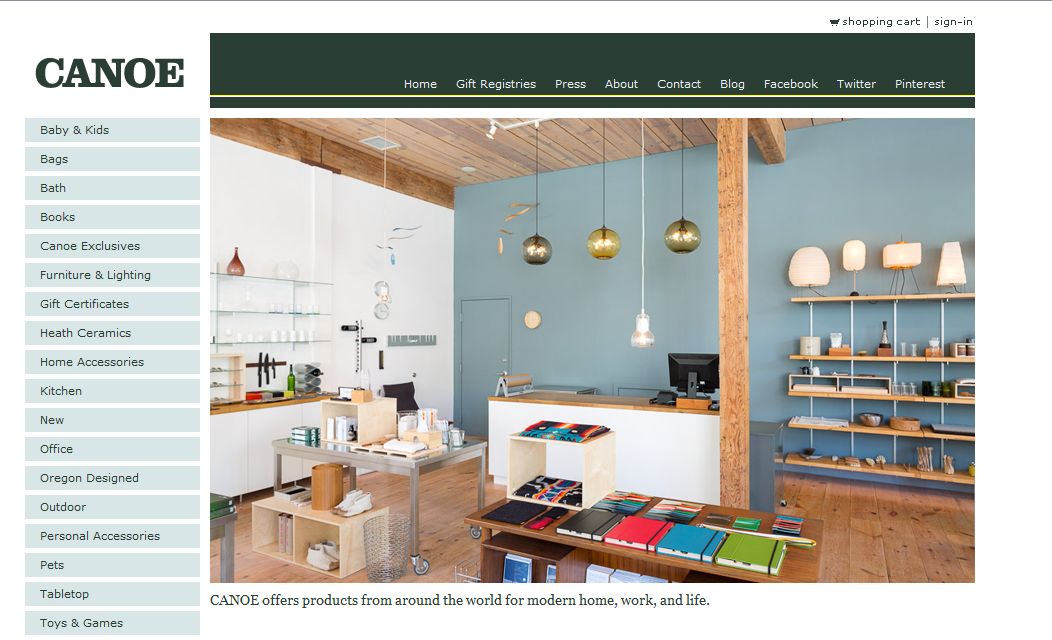 shopping cart | sign-in
CANOE
Home Gift Registries Press About Contact Blog Facebook Twitter Pinterest
Baby & Kids
Bags
Bath
Books
Canoe Exclusives
Furniture & Lighting
Gift Certificates
Heath Ceramics
Home Accessories
Kitchen
New
Office
Oregon Designed
Outdoor
Personal Accessories
Pets
Tabletop
Toys & Games
CANOE offers products from around the world for modern home, work, and life.